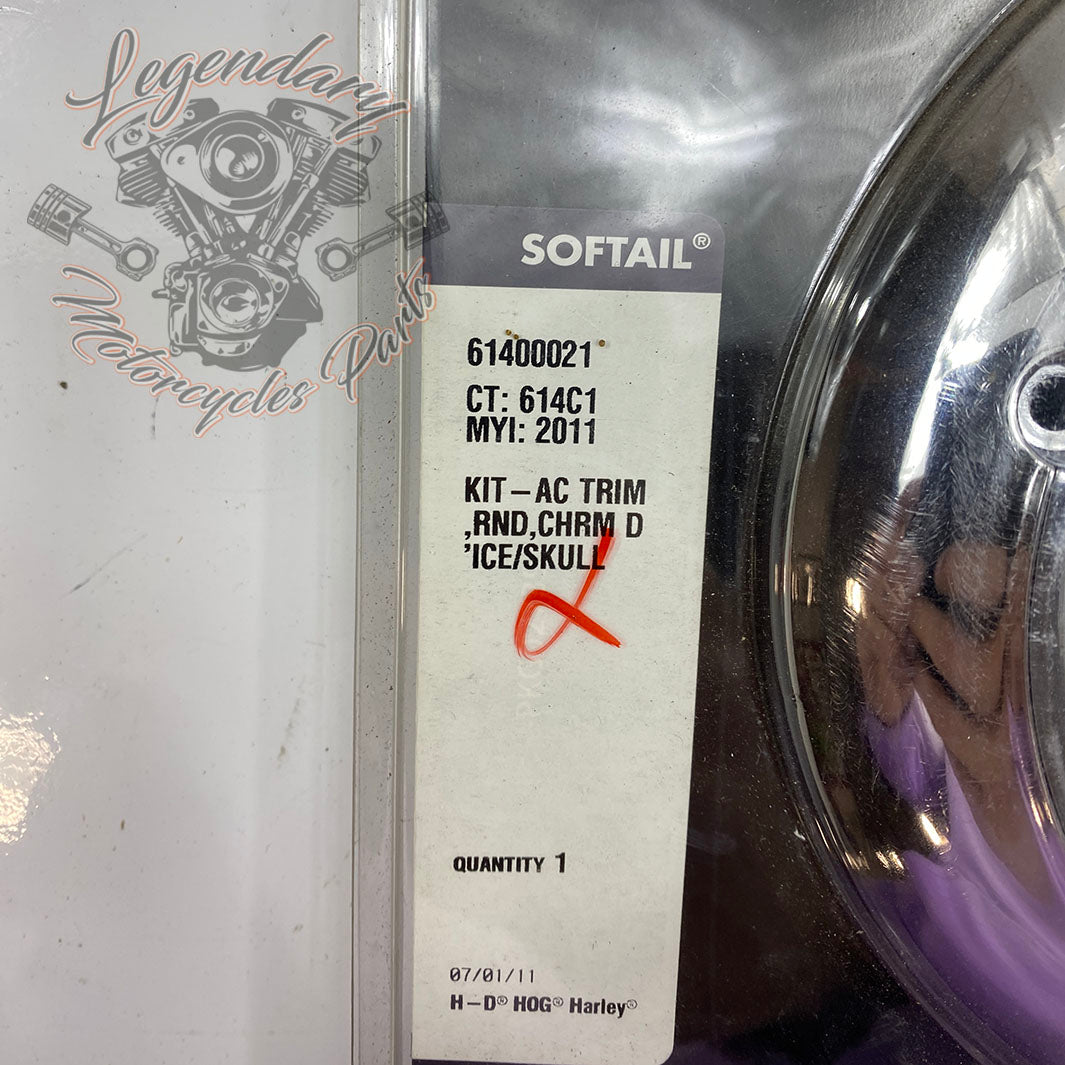 Legendary
Motorcycles Parts
SOFTAIL®
61400021
CT: 614C1
MYI: 2011
KIT–AC TRIM
,RND,CHRM D
'ICE/SKULL
QUANTITY 1
07/01/11
H–D® HOG® Harley®